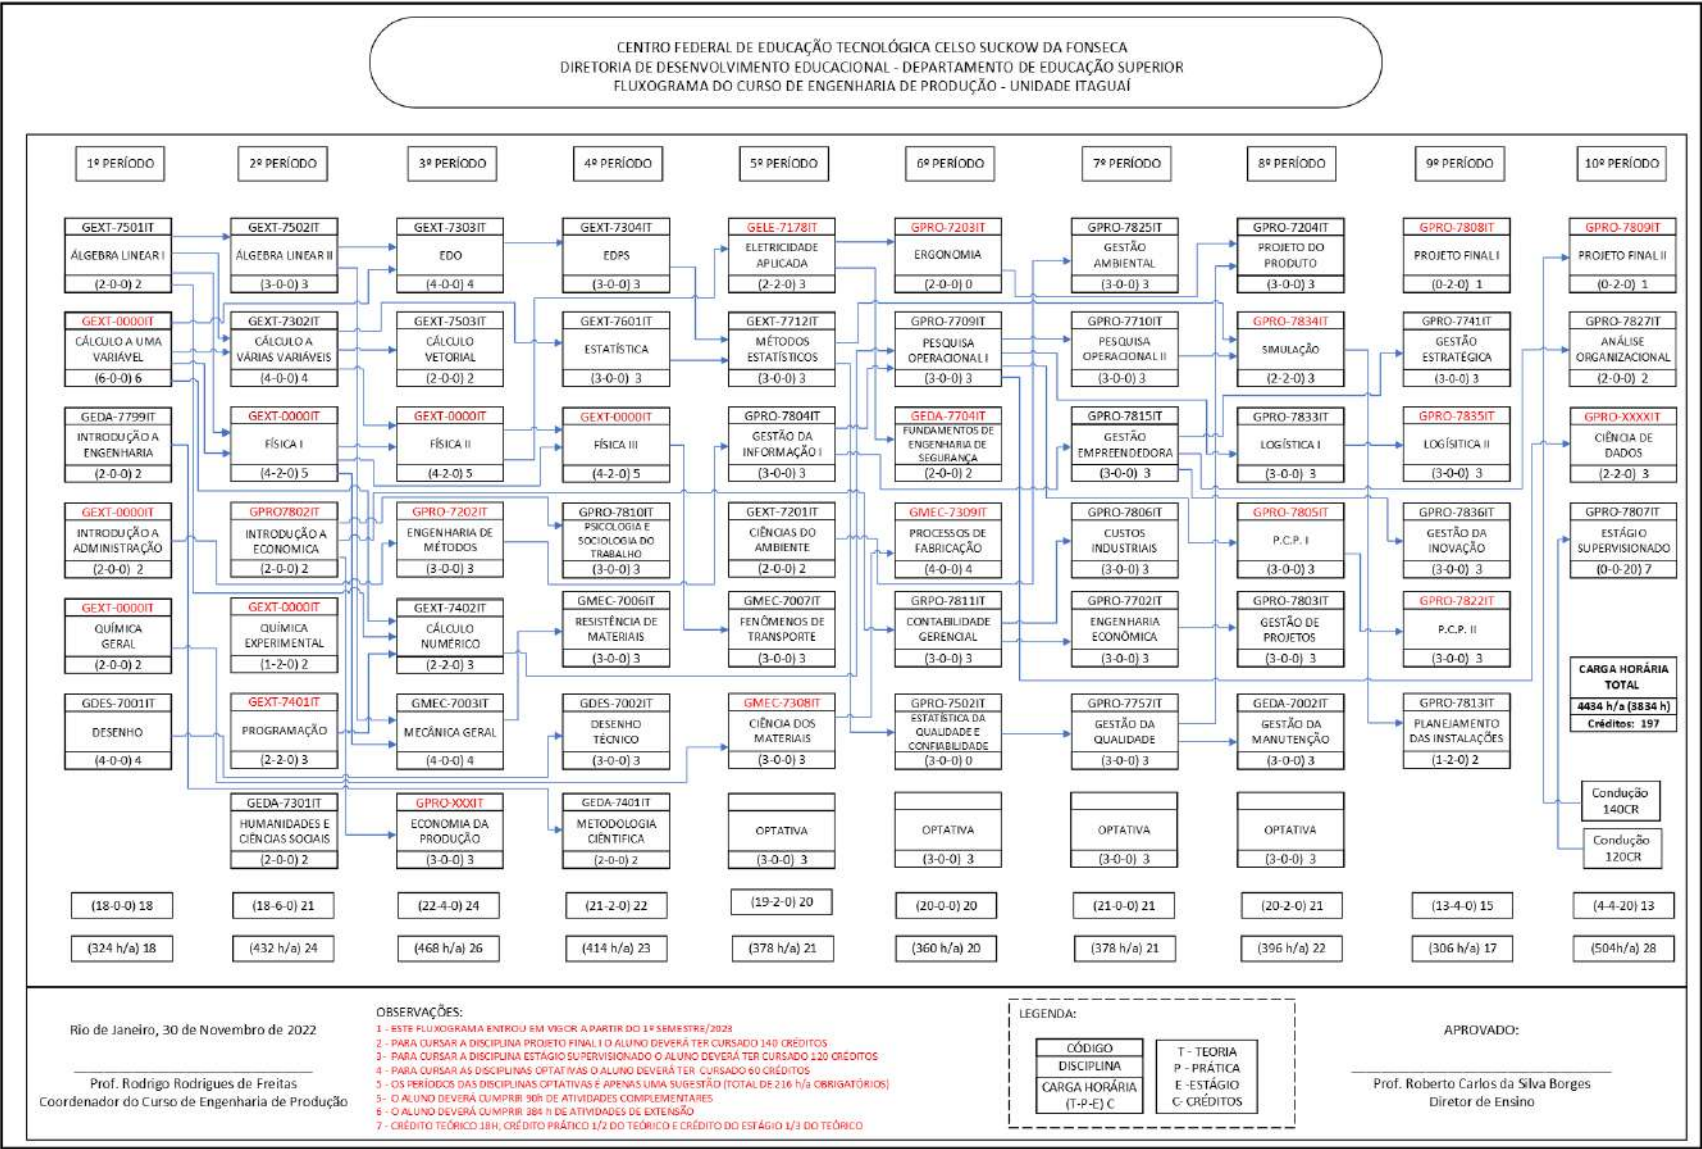 CENTRO FEDERAL DE EDUCAÇÃO TECNOLÓGICA CELSO SUCKOW DA FONSECA
DIRETORIA DE DESENVOLVIMENTO EDUCACIONAL - DEPARTAMENTO DE EDUCAÇÃO SUPERIOR
FLUXOGRAMA DO CURSO DE ENGENHARIA DE PRODUÇÃO - UNIDADE ITAGUAÍ
1º PERÍODO
GEXT-7501IT
ÁLGEBRA LINEAR I
(2-0-0) 2
GEXT-0000IT
CÁLCULO A UMA
VARIÁVEL
(6-0-0) 6
GEDA-7799IT
INTRODUÇÃO A
ENGENHARIA
(2-0-0) 2
GEXT-0000IT
INTRODUÇÃO A
ADMINISTRAÇÃO
(2-0-0) 2
GEXT-0000IT
QUÍMICA
GERAL
(2-0-0) 2
GDES-7001IT
DESENHO
(4-0-0) 4
(18-0-0) 18
(324 h/a) 18
2º PERÍODO
GEXT-7502IT
ÁLGEBRA LINEAR II
(3-0-0) 3
GEXT-7302IT
CÁLCULO A
VÁRIAS VARIÁVEIS
(4-0-0) 4
GEXT-0000IT
FÍSICA I
(4-2-0) 5
GPRO7802IT
INTRODUÇÃO A
ECONOMICA
(2-0-0) 2
GEXT-0000IT
QUÍMICA
EXPERIMENTAL
(1-2-0) 2
GEXT-7401IT
PROGRAMAÇÃO
(2-2-0) 3
GEDA-7301IT
HUMANIDADES E
CIÊNCIAS SOCIAIS
(2-0-0) 2
(18-6-0) 21
(432 h/a) 24
3º PERÍODO
GEXT-7303IT
EDO
(4-0-0) 4
GEXT-7503IT
CÁLCULO
VETORIAL
(2-0-0) 2
GEXT-0000IT
FÍSICA II
(4-2-0) 5
GPRO-7202IT
ENGENHARIA DE
MÉTODOS
(3-0-0) 3
GEXT-7402IT
CÁLCULO
NUMÉRICO
(2-2-0) 3
GMEC-7003IT
MECÂNICA GERAL
(4-0-0) 4
GPRO-XXXIT
ECONOMIA DA
PRODUÇÃO
(3-0-0) 3
(22-4-0) 24
(468 h/a) 26
4º PERÍODO
GEXT-7304IT
EDPS
(3-0-0) 3
GEXT-7601IT
ESTATÍSTICA
(3-0-0) 3
GEXT-0000IT
FÍSICA III
(4-2-0) 5
GPRO-7810IT
PSICOLOGIA E
SOCIOLOGIA DO
TRABALHO
(3-0-0) 3
GMEC-7006IT
RESISTÊNCIA DE
MATERIAIS
(3-0-0) 3
GDES-7002IT
DESENHO
TÉCNICO
(3-0-0) 3
GEDA-7401IT
METODOLOGIA
CIÊNTIFICA
(2-0-0) 2
(21-2-0) 22
(414 h/a) 23
5º PERÍODO
GELE-7178IT
ELETRICIDADE
APLICADA
(2-2-0) 3
GEXT-7712IT
MÉTODOS
ESTATÍSTICOS
(3-0-0) 3
GPRO-7804IT
GESTÃO DA
INFORMAÇÃO I
(3-0-0) 3
GEXT-7201IT
CIÊNCIAS DO
AMBIENTE
(2-0-0) 2
GMEC-7007IT
FENÔMENOS DE
TRANSPORTE
(3-0-0) 3
GMEC-7308IT
CIÊNCIA DOS
MATERIAIS
(3-0-0) 3
OPTATIVA
(3-0-0) 3
(19-2-0) 20
(378 h/a) 21
6º PERÍODO
GPRO-7203IT
ERGONOMIA
(2-0-0) 0
GPRO-7709IT
PESQUISA
OPERACIONAL I
(3-0-0) 3
GEDA-7704IT
FUNDAMENTOS DE
ENGENHARIA DE
SEGURANÇA
(2-0-0) 2
GMEC-7309IT
PROCESSOS DE
FABRICAÇÃO
(4-0-0) 4
GRPO-7811IT
CONTABILIDADE
GERENCIAL
(3-0-0) 3
GPRO-7502IT
ESTATÍSTICA DA
QUALIDADE E
CONFIABILIDADE
(3-0-0) 0
OPTATIVA
(3-0-0) 3
(20-0-0) 20
(360 h/a) 20
7º PERÍODO
GPRO-7825IT
GESTÃO
AMBIENTAL
(3-0-0) 3
GPRO-7710IT
PESQUISA
OPERACIONAL II
(3-0-0) 3
GPRO-7815IT
GESTÃO
EMPREENDEDORA
(3-0-0) 3
GPRO-7806IT
CUSTOS
INDUSTRIAIS
(3-0-0) 3
GPRO-7702IT
ENGENHARIA
ECONÔMICA
(3-0-0) 3
GPRO-7757IT
GESTÃO DA
QUALIDADE
(3-0-0) 3
OPTATIVA
(3-0-0) 3
(21-0-0) 21
(378 h/a) 21
8º PERÍODO
GPRO-7204IT
PROJETO DO
PRODUTO
(3-0-0) 3
GPRO-7834IT
SIMULAÇÃO
(2-2-0) 3
GPRO-7833IT
LOGÍSTICA I
(3-0-0) 3
GPRO-7805IT
P.C.P. I
(3-0-0) 3
GPRO-7803IT
GESTÃO DE
PROJETOS
(3-0-0) 3
GEDA-7002IT
GESTÃO DA
MANUTENÇÃO
(3-0-0) 3
OPTATIVA
(3-0-0) 3
(20-2-0) 21
(396 h/a) 22
9º PERÍODO
GPRO-7808IT
PROJETO FINAL I
(0-2-0) 1
GPRO-7741IT
GESTÃO
ESTRATÉGICA
(3-0-0) 3
GPRO-7835IT
LOGÍSITICA II
(3-0-0) 3
GPRO-7836IT
GESTÃO DA
INOVAÇÃO
(3-0-0) 3
GPRO-7822IT
P.C.P. II
(3-0-0) 3
GPRO-7813IT
PLANEJAMENTO
DAS INSTALAÇÕES
(1-2-0) 2
(13-4-0) 15
(306 h/a) 17
10º PERÍODO
GPRO-7809IT
PROJETO FINAL II
(0-2-0) 1
GPRO-7827IT
ANÁLISE
ORGANIZACIONAL
(2-0-0) 2
GPRO-XXXXIT
CIÊNCIA DE
DADOS
(2-2-0) 3
GPRO-7807IT
ESTÁGIO
SUPERVISIONADO
(0-0-20) 7
CARGA HORÁRIA
TOTAL
4434 h/a (3834 h)
Créditos: 197
Condução
140CR
Condução
120CR
(4-4-20) 13
(504h/a) 28
Rio de Janeiro, 30 de Novembro de 2022
Prof. Rodrigo Rodrigues de Freitas
Coordenador do Curso de Engenharia de Produção
OBSERVAÇÕES:
1 - ESTE FLUXOGRAMA ENTROU EM VIGOR A PARTIR DO 1º SEMESTRE/2023
2 - PARA CURSAR A DISCIPLINA PROJETO FINAL I O ALUNO DEVERÁ TER CURSADO 140 CRÉDITOS
3 - PARA CURSAR A DISCIPLINA ESTÁGIO SUPERVISIONADO O ALUNO DEVERÁ TER CURSADO 120 CRÉDITOS
4 - PARA CURSAR AS DISCIPLINAS OPTATIVAS O ALUNO DEVERÁ TER CURSADO 60 CRÉDITOS
5 - OS PERÍODOS DAS DISCIPLINAS OPTATIVAS É APENAS UMA SUGESTÃO (TOTAL DE 216 h/a OBRIGATÓRIOS)
5- O ALUNO DEVERÁ CUMPRIR 90h DE ATIVIDADES COMPLEMENTARES
6 - O ALUNO DEVERÁ CUMPRIR 384 h DE ATIVIDADES DE EXTENSÃO
7 - CRÉDITO TEÓRICO 18H, CRÉDITO PRÁTICO 1/2 DO TEÓRICO E CRÉDITO DO ESTÁGIO 1/3 DO TEÓRICO
LEGENDA:
CÓDIGO
DISCIPLINA
CARGA HORÁRIA
(T-P-E) C
T - TEORIA
P - PRÁTICA
E -ESTÁGIO
C- CRÉDITOS
APROVADO:
Prof. Roberto Carlos da Silva Borges
Diretor de Ensino